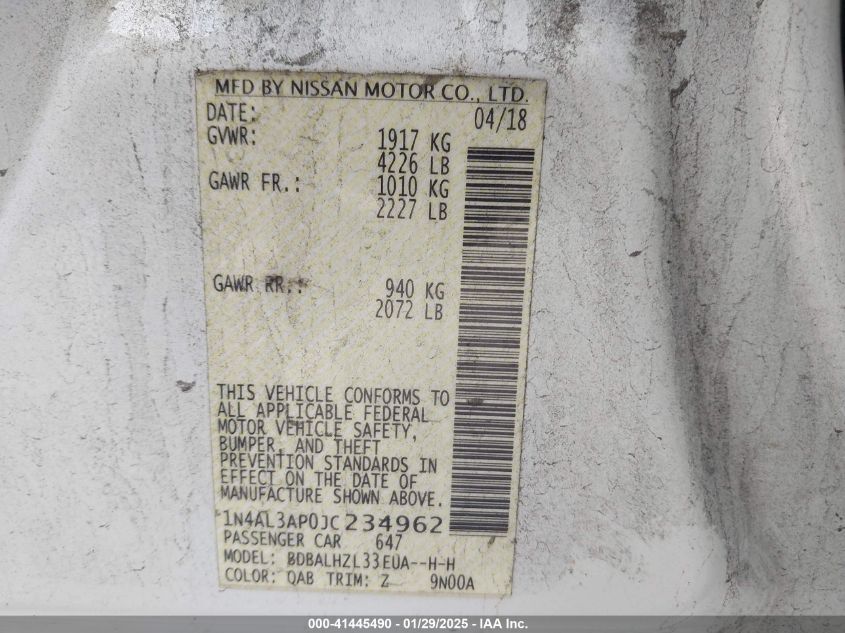 MFD BY NISSAN MOTOR CO., LTD.
DATE: 04/18
GVWR: 1917 KG
4226 LB
GAWR FR.: 1010 KG
2227 LB
GAWR RR.: 940 KG
2072 LB
THIS VEHICLE CONFORMS TO
ALL APPLICABLE FEDERAL
MOTOR VEHICLE SAFETY,
BUMPER, AND THEFT
PREVENTION STANDARDS IN
EFFECT ON THE DATE OF
MANUFACTURE SHOWN ABOVE.
1N4AL3AP0JC234962
PASSENGER CAR 647
MODEL: BDBALHZL33EUA--H-H
COLOR: QAB TRIM: Z 9N00A
000-41445490 - 01/29/2025 - IAA Inc.